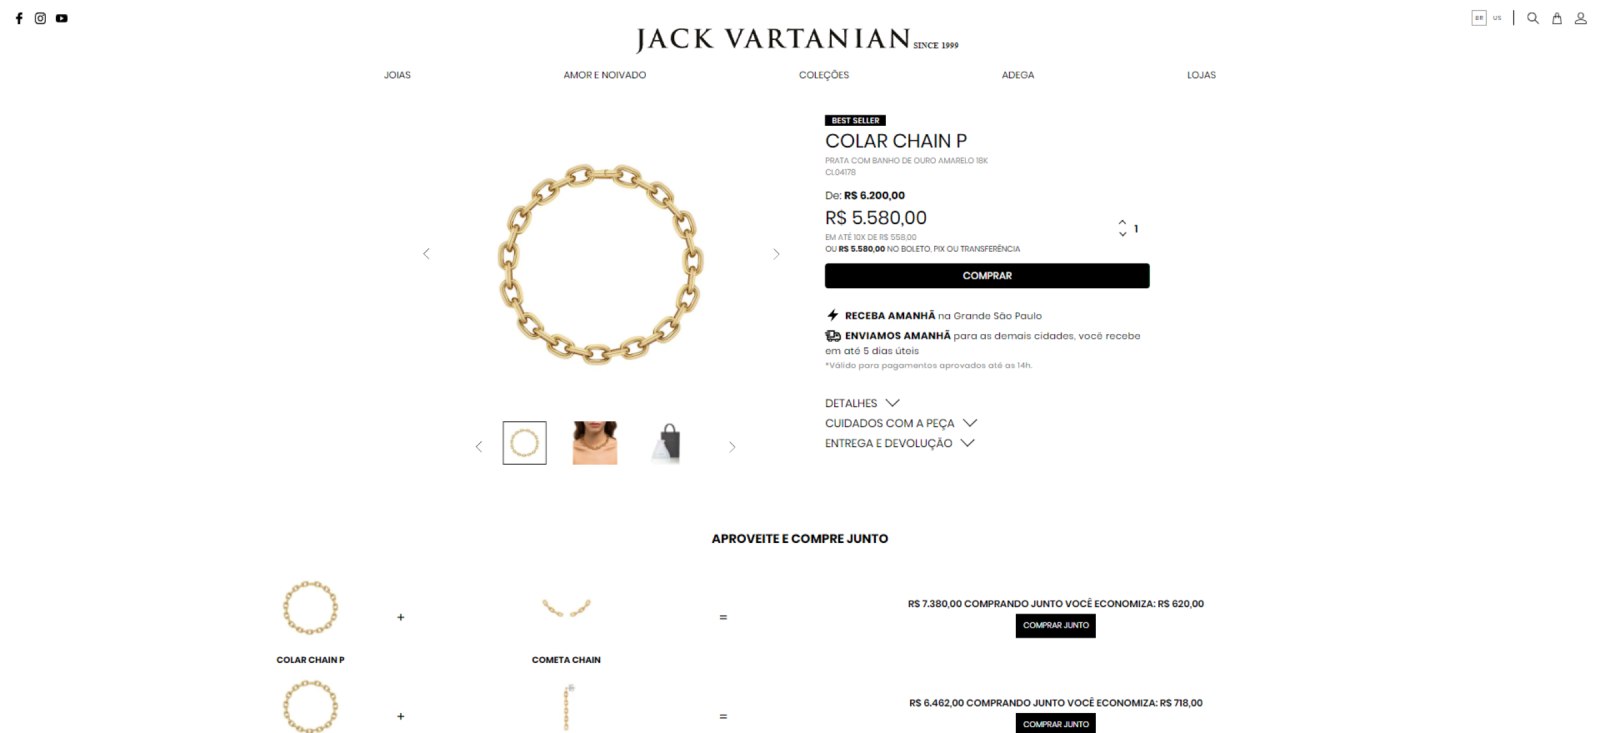 BR US
JACK VARTANIAN SINCE 1999
JOIAS AMOR E NOIVADO COLEÇÕES ADEGA LOJAS
BEST SELLER
COLAR CHAIN P
PRATA COM BANHO DE OURO AMARELO 18K
CL04178
De: R$ 6.200,00
R$ 5.580,00
1
EM ATÉ 10X DE R$ 558,00
OU R$ 5.580,00 NO BOLETO, PIX OU TRANSFERÊNCIA
COMPRAR
RECEBA AMANHÃ na Grande São Paulo
ENVIAMOS AMANHÃ para as demais cidades, você recebe
em até 5 dias úteis
*Válido para pagamentos aprovados até as 14h.
DETALHES
CUIDADOS COM A PEÇA
ENTREGA E DEVOLUÇÃO
APROVEITE E COMPRE JUNTO
+ =
R$ 7.380,00 COMPRANDO JUNTO VOCÊ ECONOMIZA: R$ 620,00
COMPRAR JUNTO
COLAR CHAIN P COMETA CHAIN
+ =
R$ 6.462,00 COMPRANDO JUNTO VOCÊ ECONOMIZA: R$ 718,00
COMPRAR JUNTO